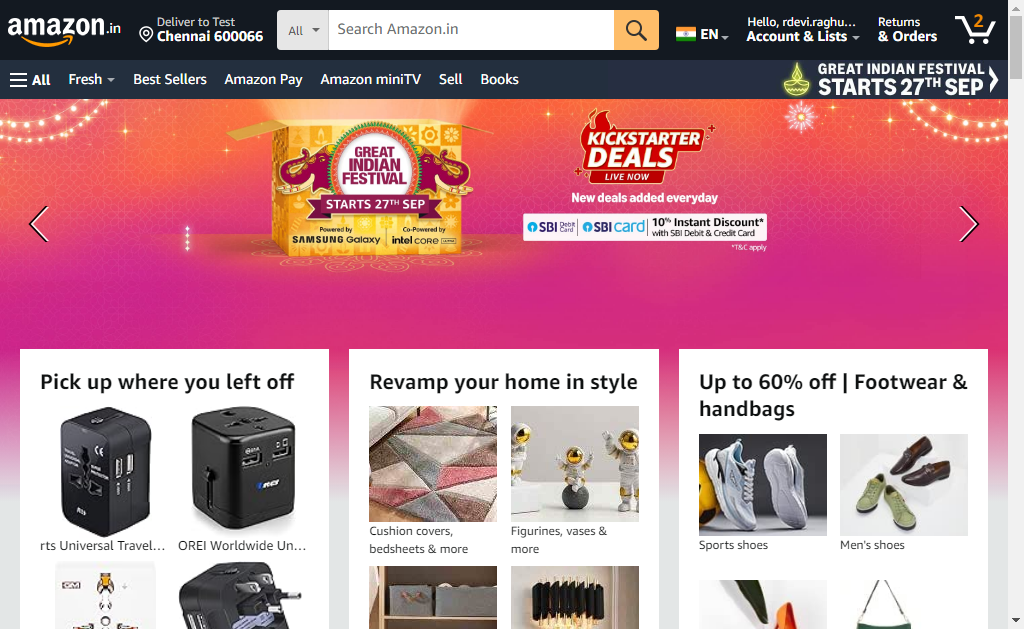 amazon.in
Deliver to Test
Chennai 600066
All
Search Amazon.in
EN
Hello, rdevi.raghu...
Account & Lists
Returns
& Orders
2
All
Fresh
Best Sellers
Amazon Pay
Amazon miniTV
Sell
Books
GREAT INDIAN FESTIVAL
STARTS 27TH SEP
GREAT
INDIAN
FESTIVAL
STARTS 27TH SEP
Powered by
SAMSUNG Galaxy
Co-Powered by
intel CORE
KICKSTARTER
DEALS
LIVE NOW
New deals added everyday
SBI Debit Card
SBI card
10% Instant Discount*
with SBI Debit & Credit Card
*T&C apply
Pick up where you left off
rts Universal Travel...
OREI Worldwide Un...
Revamp your home in style
Cushion covers,
bedsheets & more
Figurines, vases &
more
Up to 60% off | Footwear &
handbags
Sports shoes
Men's shoes